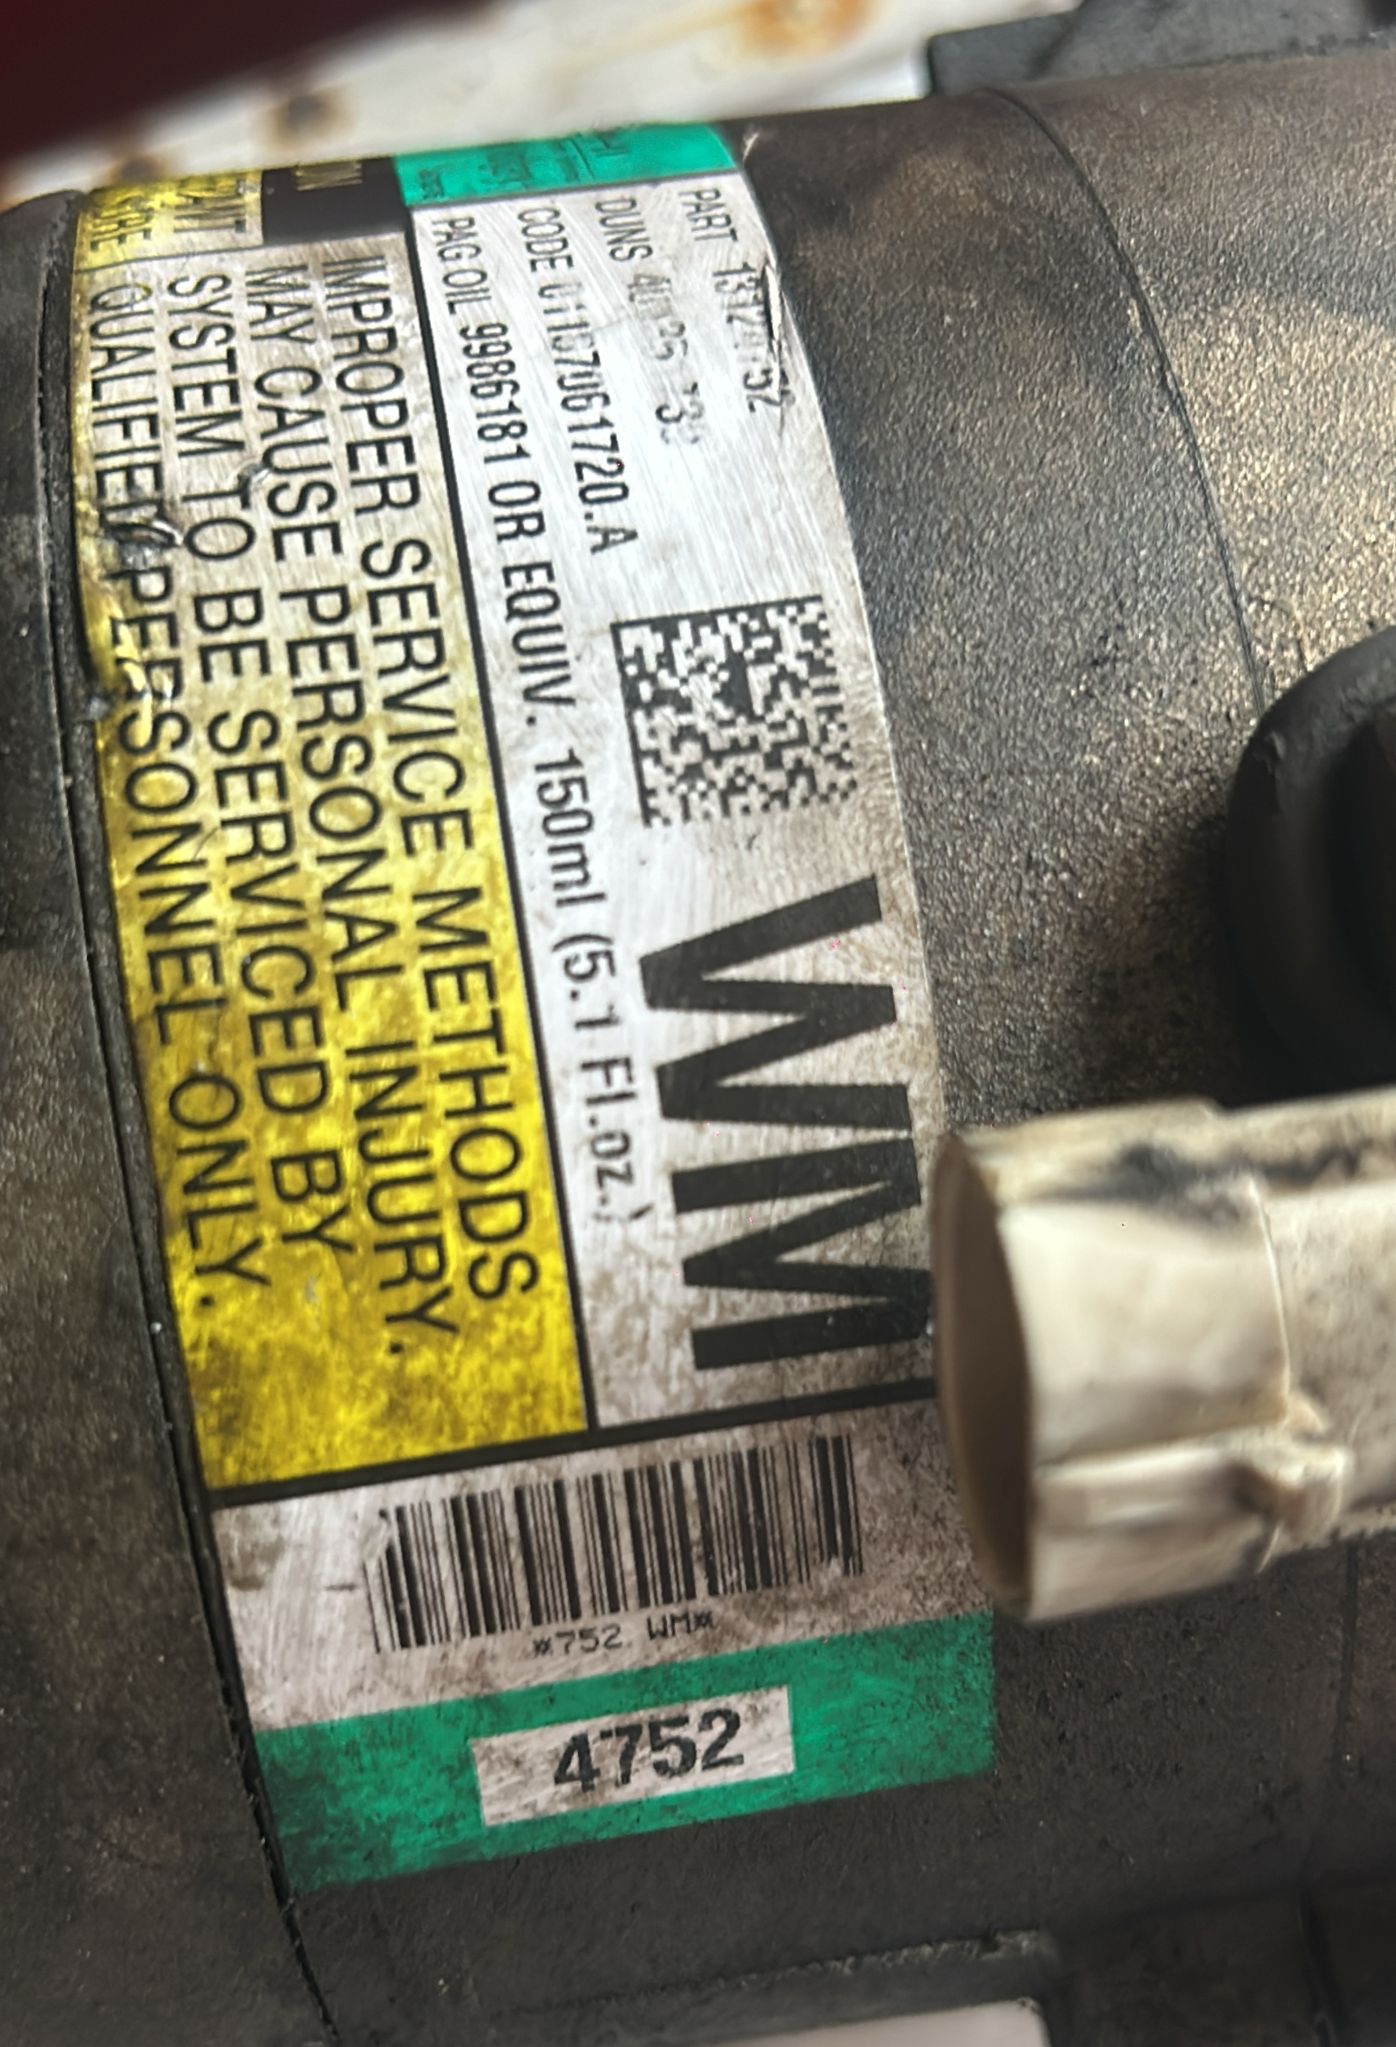 PART
DUNS
CODE 01167061720.A
PAG OIL 9986181 OR EQUIV. 150ml (5.1 Fl.oz.)
WM
IMPROPER SERVICE METHODS
MAY CAUSE PERSONAL INJURY.
SYSTEM TO BE SERVICED BY
QUALIFIED PERSONNEL ONLY.
*752 WM*
4752